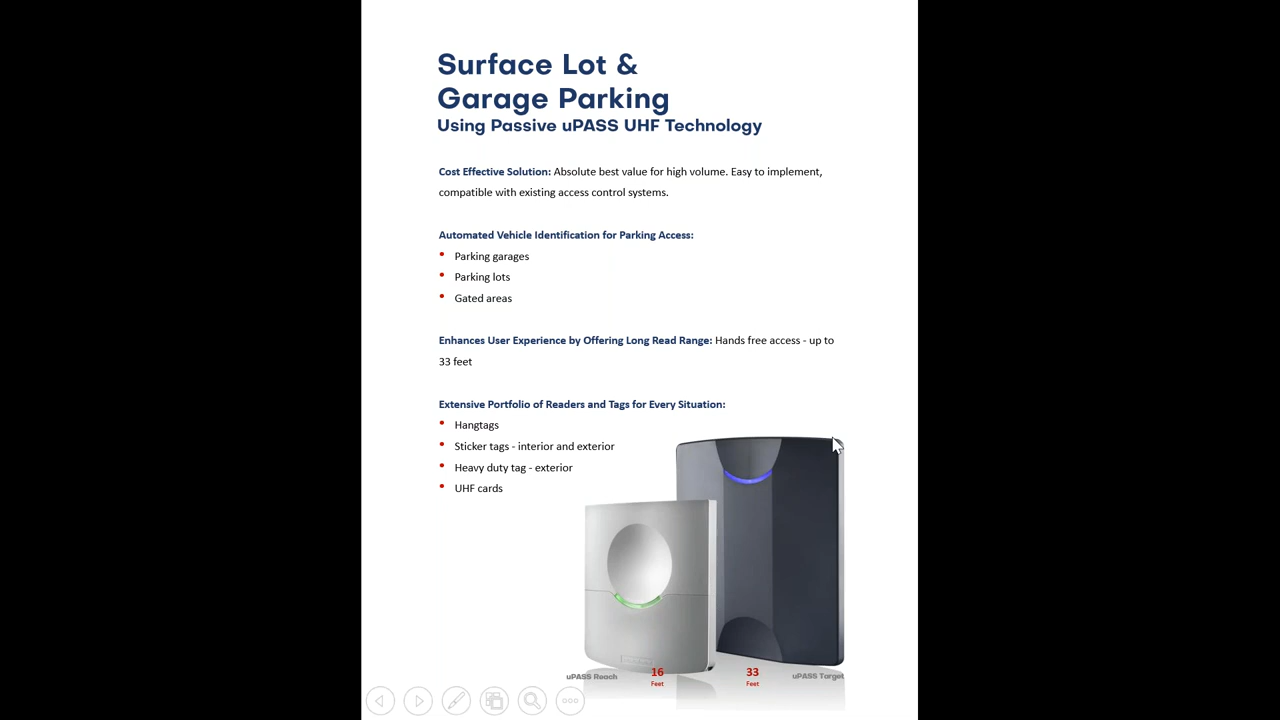 Surface Lot &
Garage Parking
Using Passive uPASS UHF Technology
Cost Effective Solution: Absolute best value for high volume. Easy to implement,
compatible with existing access control systems.
Automated Vehicle Identification for Parking Access:
• Parking garages
• Parking lots
• Gated areas
Enhances User Experience by Offering Long Read Range: Hands free access - up to
33 feet
Extensive Portfolio of Readers and Tags for Every Situation:
• Hangtags
• Sticker tags - interior and exterior
• Heavy duty tag - exterior
• UHF cards
uPASS Reach
16
Feet
33
Feet
uPASS Target